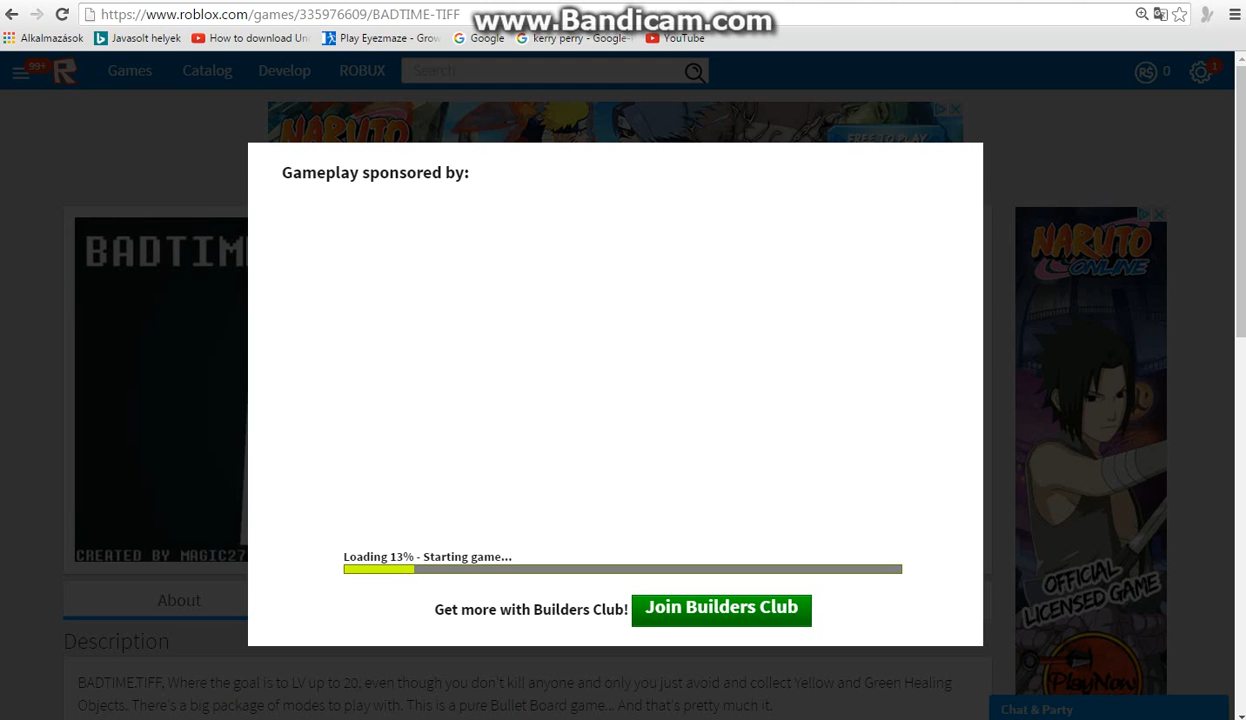 https://www.roblox.com/games/335976609/BADTIME-TIFF
www.Bandicam.com
Alkalmazások Javasolt helyek How to download Un Play Eyezmaze - Grow Google kerry perry - Google- YouTube
99+ R Games Catalog Develop ROBUX Search R$ 0 1
NARUTO FREE TO PLAY
Gameplay sponsored by:
BADTIME
NARUTO
ONLINE
CREATED BY MAGIC27
Loading 13% - Starting game...
Get more with Builders Club! Join Builders Club
OFFICIAL
LICENSED GAME
PlayNow
About
Description
BADTIME.TIFF, Where the goal is to LV up to 20, even though you don't kill anyone and only you just avoid and collect Yellow and Green Healing
Objects. There's a big package of modes to play with. This is a pure Bullet Board game... And that's pretty much it.
Chat & Party